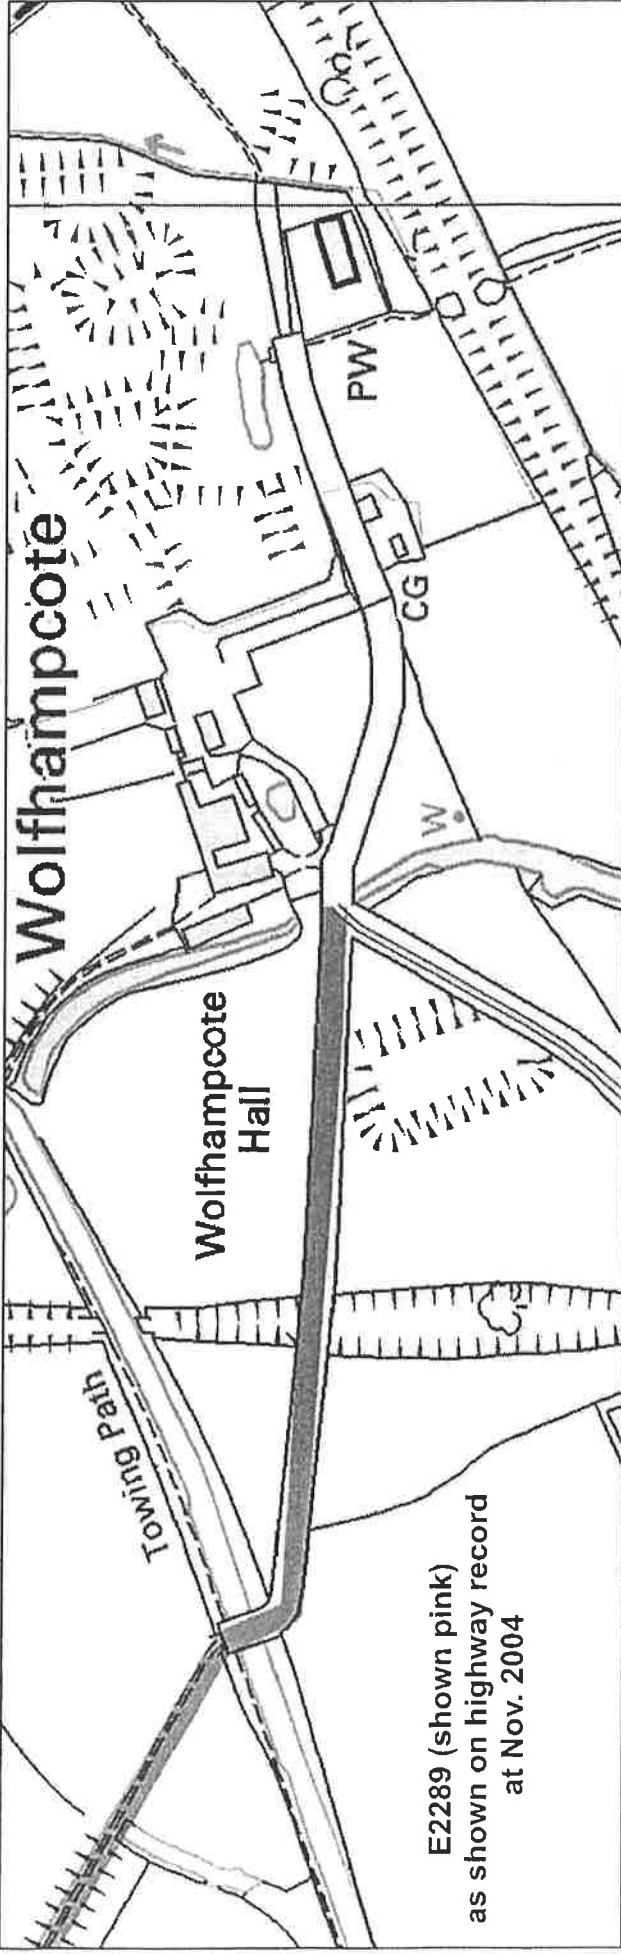 Wolfhampcote
Wolfhampcote
Hall
Towing Path
PW
CG
W
E2289 (shown pink)
as shown on highway record
at Nov. 2004